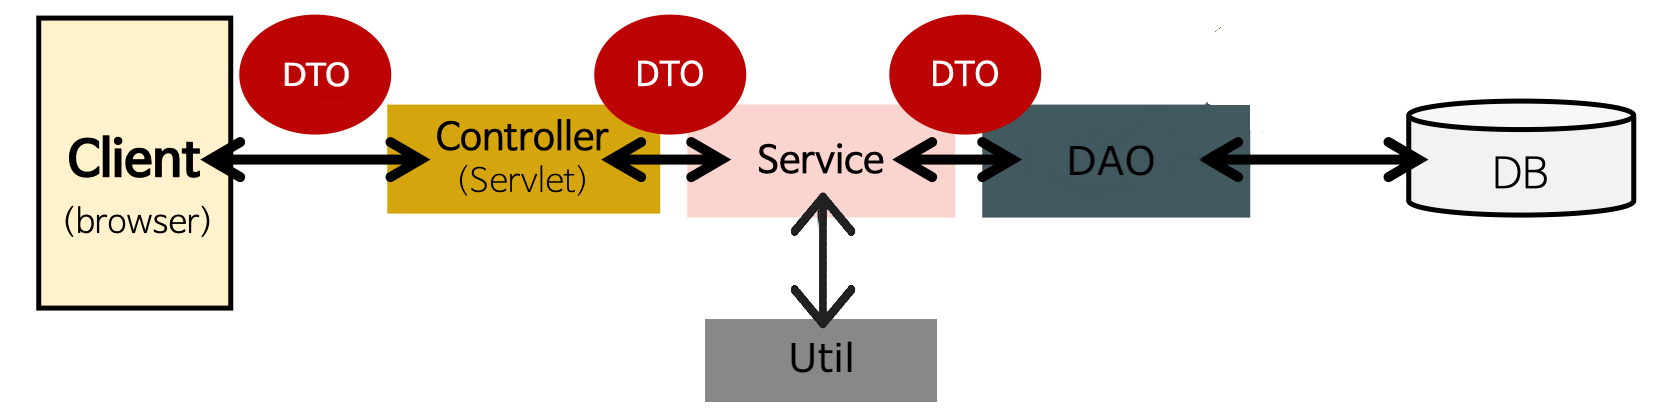 DTO
DTO
DTO
Client
(browser)
Controller
(Servlet)
Service
DAO
DB
Util